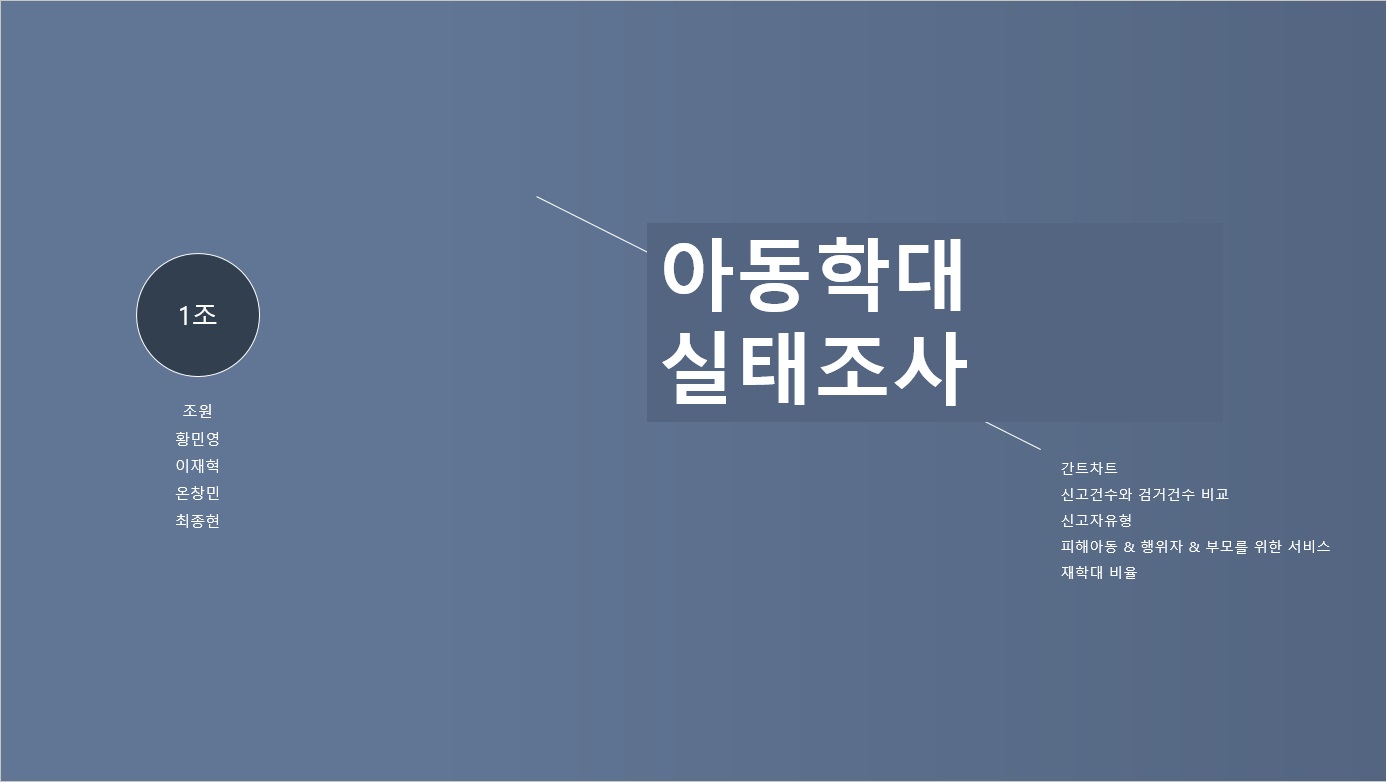 1조
조원
황민영
이재혁
온창민
최종현
아동학대
실태조사
간트차트
신고건수와 검거건수 비교
신고자유형
피해아동 & 행위자 & 부모를 위한 서비스
재학대 비율